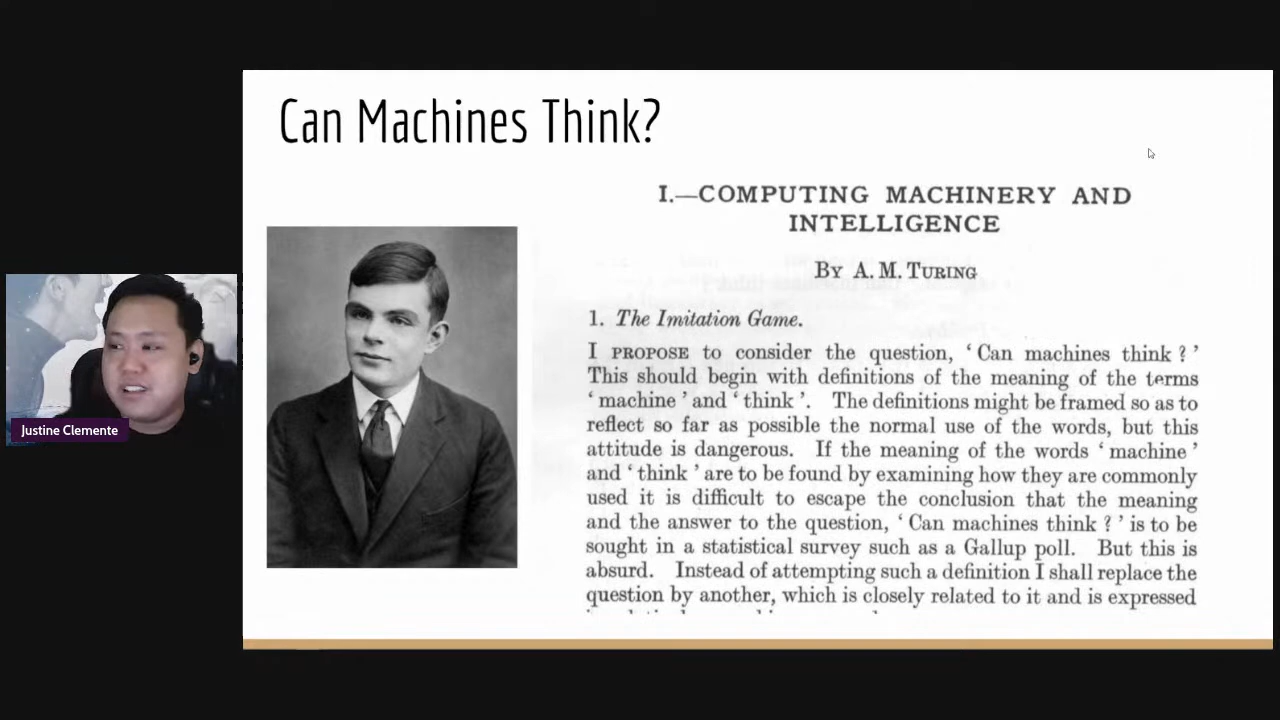 Can Machines Think?
I.—COMPUTING MACHINERY AND
INTELLIGENCE
BY A. M. TURING
1. The Imitation Game.
I PROPOSE to consider the question, ‘Can machines think ?’
This should begin with definitions of the meaning of the terms
‘machine’ and ‘think’. The definitions might be framed so as to
reflect so far as possible the normal use of the words, but this
attitude is dangerous. If the meaning of the words ‘machine’
and ‘think’ are to be found by examining how they are commonly
used it is difficult to escape the conclusion that the meaning
and the answer to the question, ‘Can machines think ?’ is to be
sought in a statistical survey such as a Gallup poll. But this is
absurd. Instead of attempting such a definition I shall replace the
question by another, which is closely related to it and is expressed
Justine Clemente